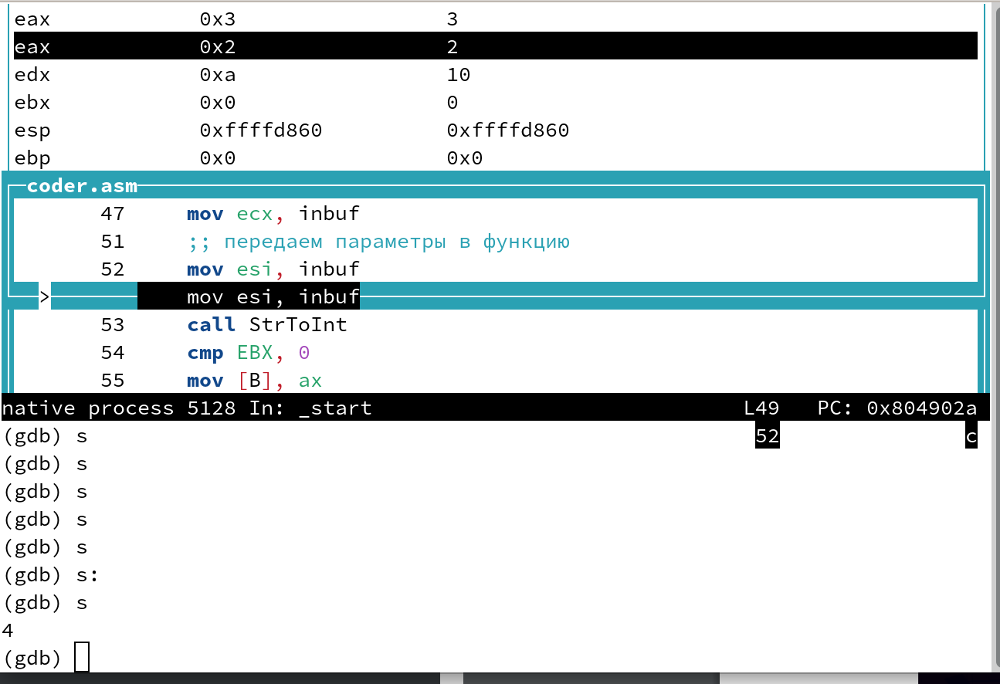 eax 0x3 3
eax 0x2 2
edx 0xa 10
ebx 0x0 0
esp 0xffffd860 0xffffd860
ebp 0x0 0x0
coder.asm
47 mov ecx, inbuf
51 ;; передаем параметры в функцию
52 mov esi, inbuf
> mov esi, inbuf
53 call StrToInt
54 cmp EBX, 0
55 mov [B], ax
native process 5128 In: _start L49 PC: 0x804902a
(gdb) s 52 c
(gdb) s
(gdb) s
(gdb) s
(gdb) s
(gdb) s:
(gdb) s
4
(gdb)